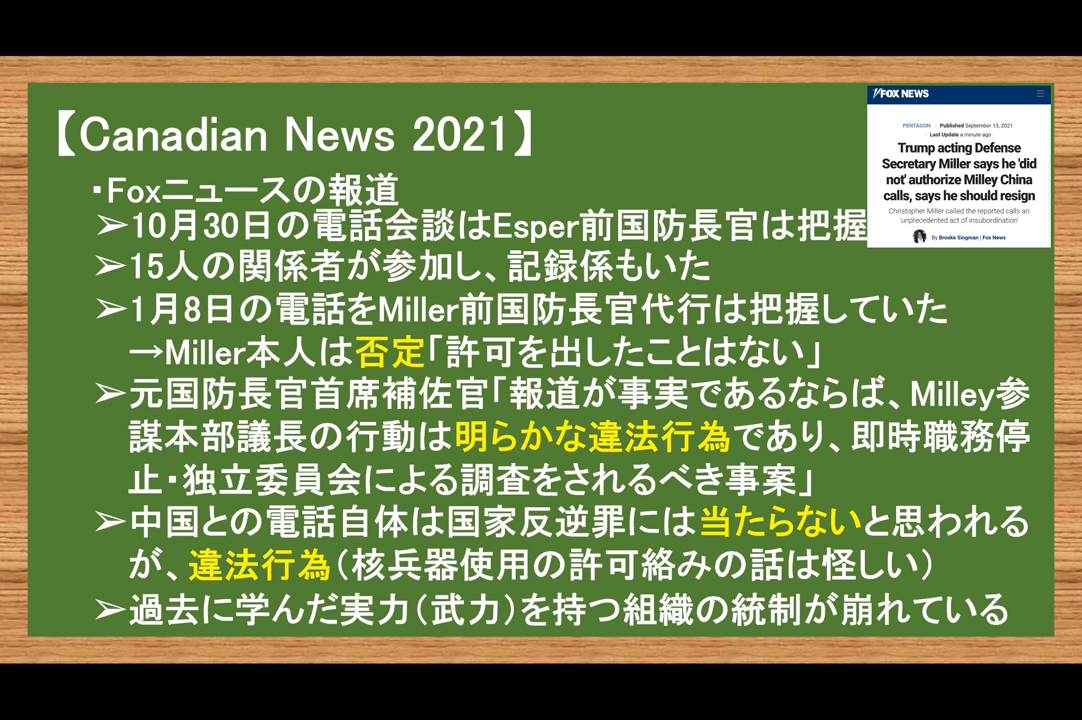 【Canadian News 2021】
・Foxニュースの報道
➢10月30日の電話会談はEsper前国防長官は把握
➢15人の関係者が参加し、記録係もいた
➢1月8日の電話をMiller前国防長官代行は把握していた
→Miller本人は否定「許可を出したことはない」
➢元国防長官首席補佐官「報道が事実であるならば、Milley参
謀本部議長の行動は明らかな違法行為であり、即時職務停
止・独立委員会による調査をされるべき事案」
➢中国との電話自体は国家反逆罪には当たらないと思われる
が、違法行為（核兵器使用の許可絡みの話は怪しい）
➢過去に学んだ実力（武力）を持つ組織の統制が崩れている
FOX NEWS
PENTAGON · Published September 15, 2021
· Last Update a minute ago
Trump acting Defense
Secretary Miller says he 'did
not' authorize Milley China
calls, says he should resign
Christopher Miller called the reported calls an
'unprecedented act of insubordination'
By Brooke Singman | Fox News